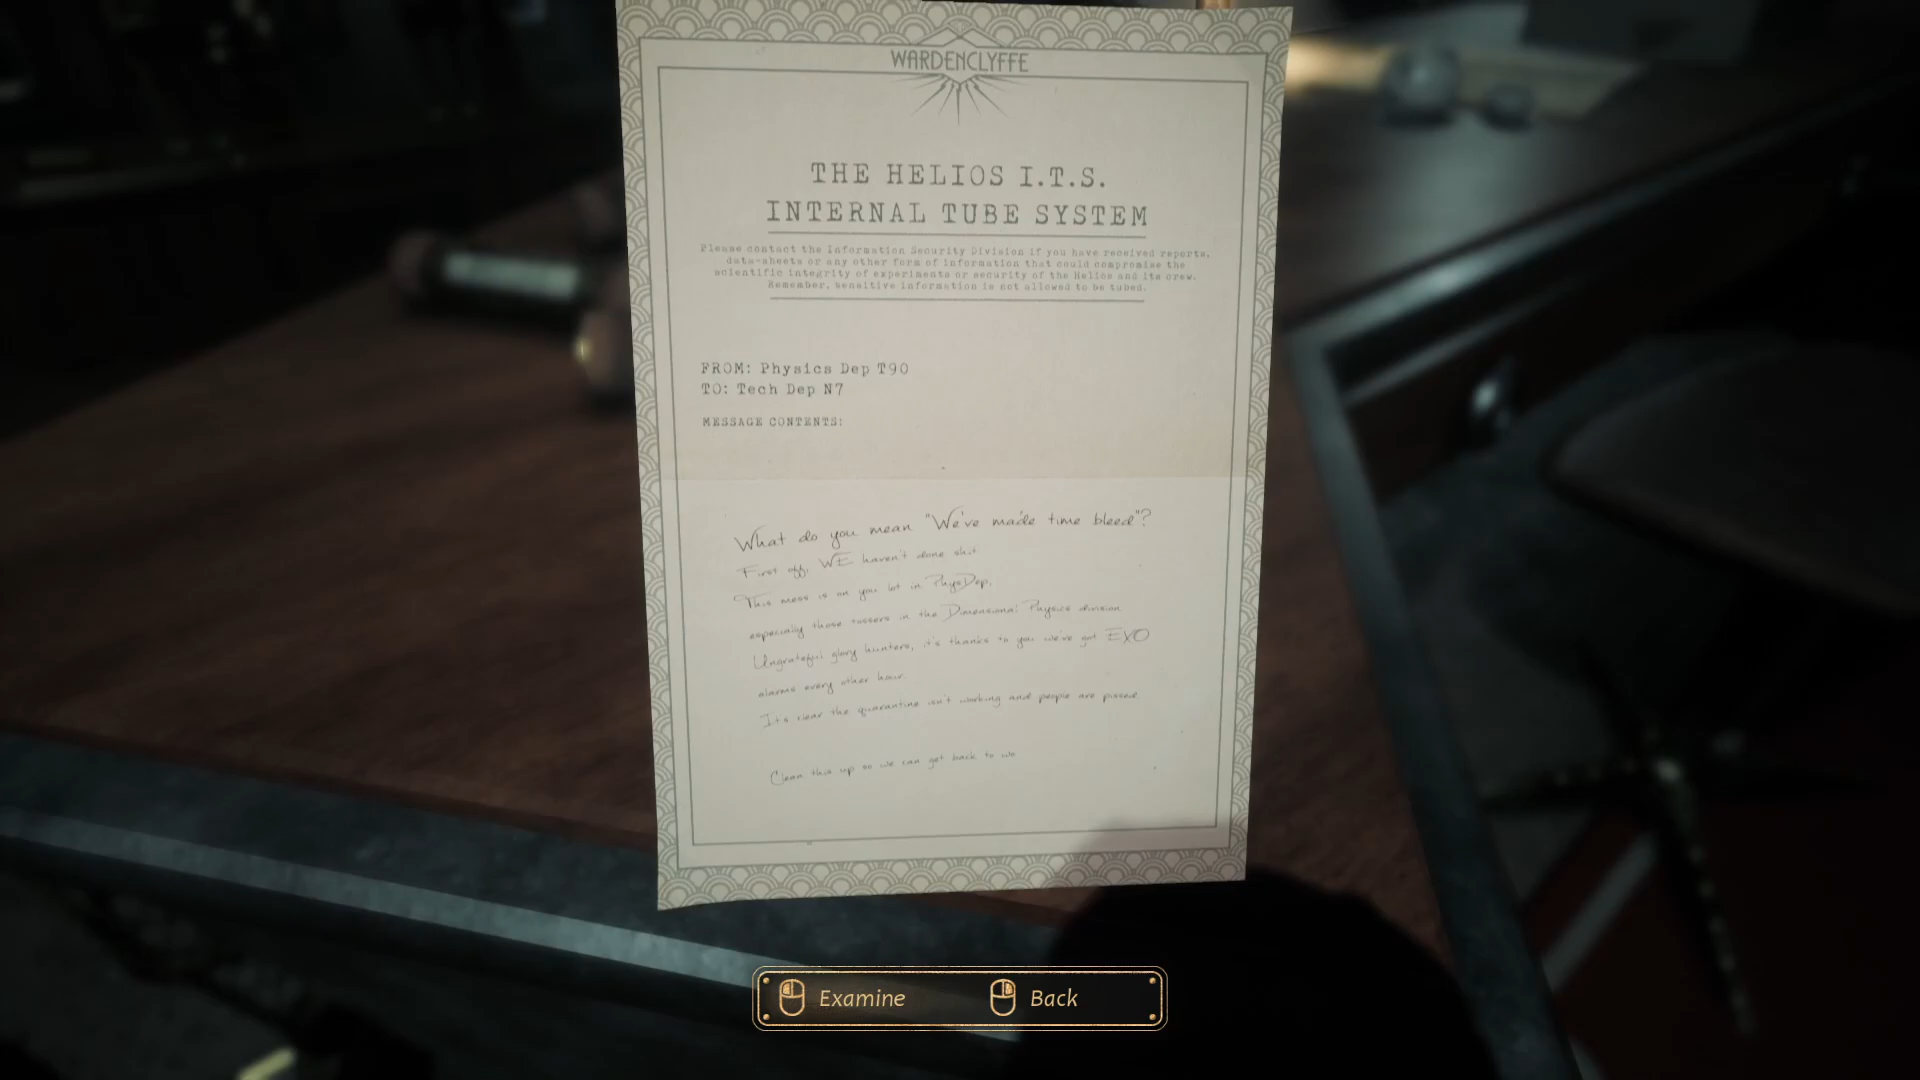 WARDENCLYFFE
THE HELIOS I.T.S.
INTERNAL TUBE SYSTEM
Please contact the Information Security Division if you have received reports,
data-sheets or any other form of information that could compromise the
scientific integrity of experiments or security of the Helios and its crew.
Remember, sensitive information is not allowed to be tubed.
FROM: Physics Dep T90
TO: Tech Dep N7
MESSAGE CONTENTS:
What do you mean "We've made time bleed"?
First off, WE haven't done shit
This mess is on you lot in PhysDep,
especially those tossers in the Dimensional Physics division
Ungrateful glory hunters, it's thanks to you we've got EXO
alarms every other hour.
It's clear the quarantine isn't working and people are pissed
Clean this up so we can get back to wo
Examine
Back